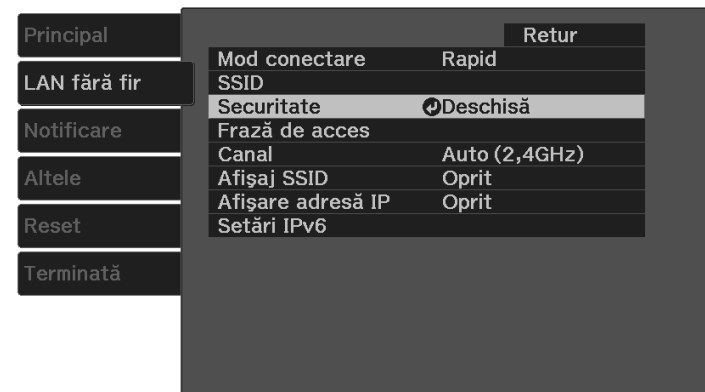 Principal
LAN fără fir
Notificare
Altele
Reset
Terminată
Retur
Mod conectare Rapid
SSID
Securitate Deschisă
Frază de acces
Canal Auto (2,4GHz)
Afişaj SSID Oprit
Afişare adresă IP Oprit
Setări IPv6